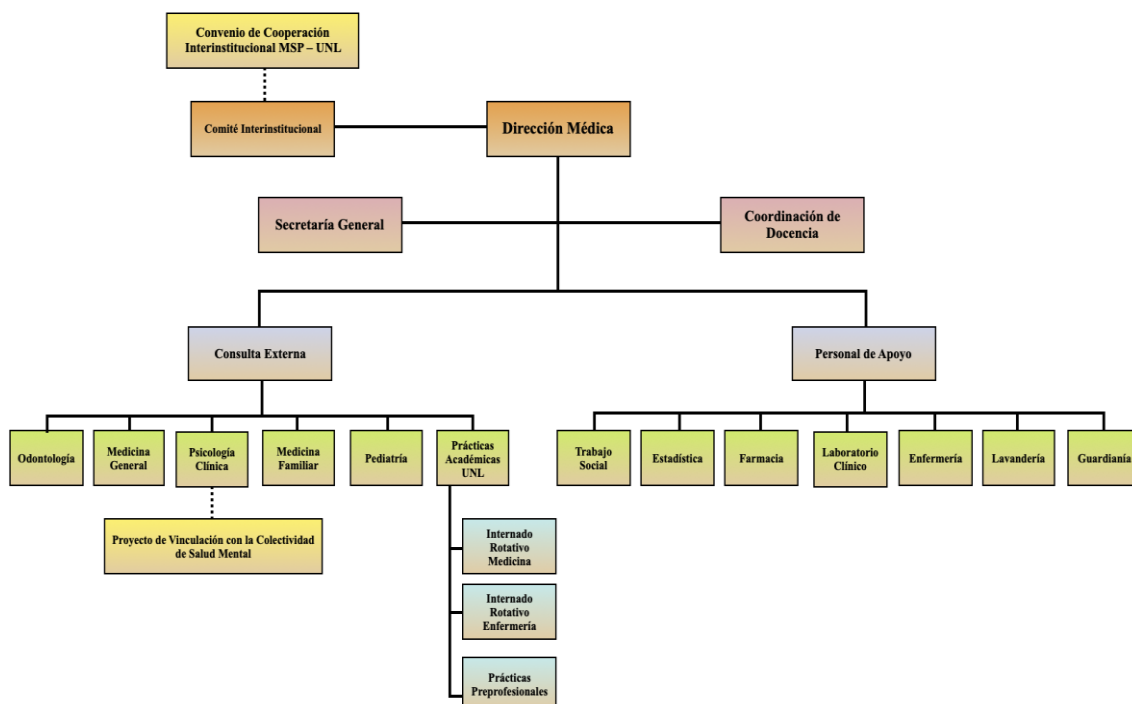 Convenio de Cooperación
Interinstitucional MSP – UNL
Comité Interinstitucional
Dirección Médica
Secretaría General
Coordinación de
Docencia
Consulta Externa
Personal de Apoyo
Odontología
Medicina
General
Psicología
Clínica
Medicina
Familiar
Pediatría
Prácticas
Académicas
UNL
Trabajo
Social
Estadística
Farmacia
Laboratorio
Clínico
Enfermería
Lavandería
Guardianía
Proyecto de Vinculación con la Colectividad
de Salud Mental
Internado
Rotativo
Medicina
Internado
Rotativo
Enfermería
Prácticas
Preprofesionales